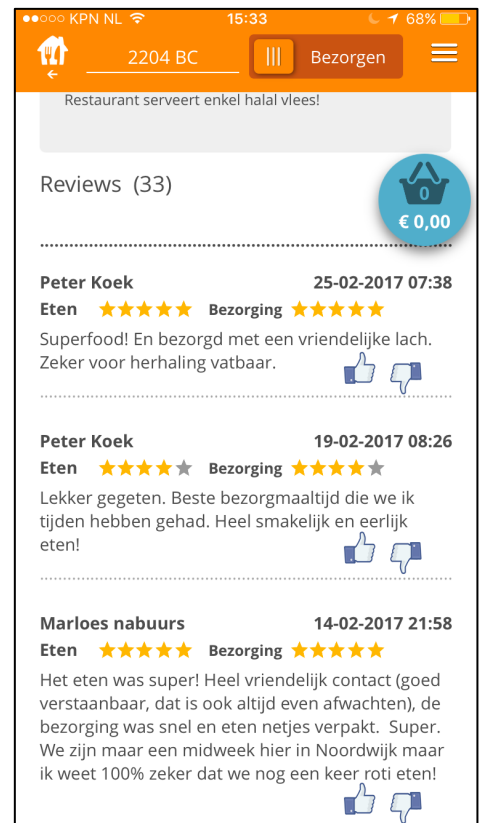 KPN NL 15:33 68%
2204 BC Bezorgen
Restaurant serveert enkel halal vlees!
Reviews (33)
0
€ 0,00
Peter Koek 25-02-2017 07:38
Eten Bezorging
Superfood! En bezorgd met een vriendelijke lach.
Zeker voor herhaling vatbaar.
Peter Koek 19-02-2017 08:26
Eten Bezorging
Lekker gegeten. Beste bezorgmaaltijd die we ik
tijden hebben gehad. Heel smakelijk en eerlijk
eten!
Marloes nabuurs 14-02-2017 21:58
Eten Bezorging
Het eten was super! Heel vriendelijk contact (goed
verstaanbaar, dat is ook altijd even afwachten), de
bezorging was snel en eten netjes verpakt. Super.
We zijn maar een midweek hier in Noordwijk maar
ik weet 100% zeker dat we nog een keer roti eten!